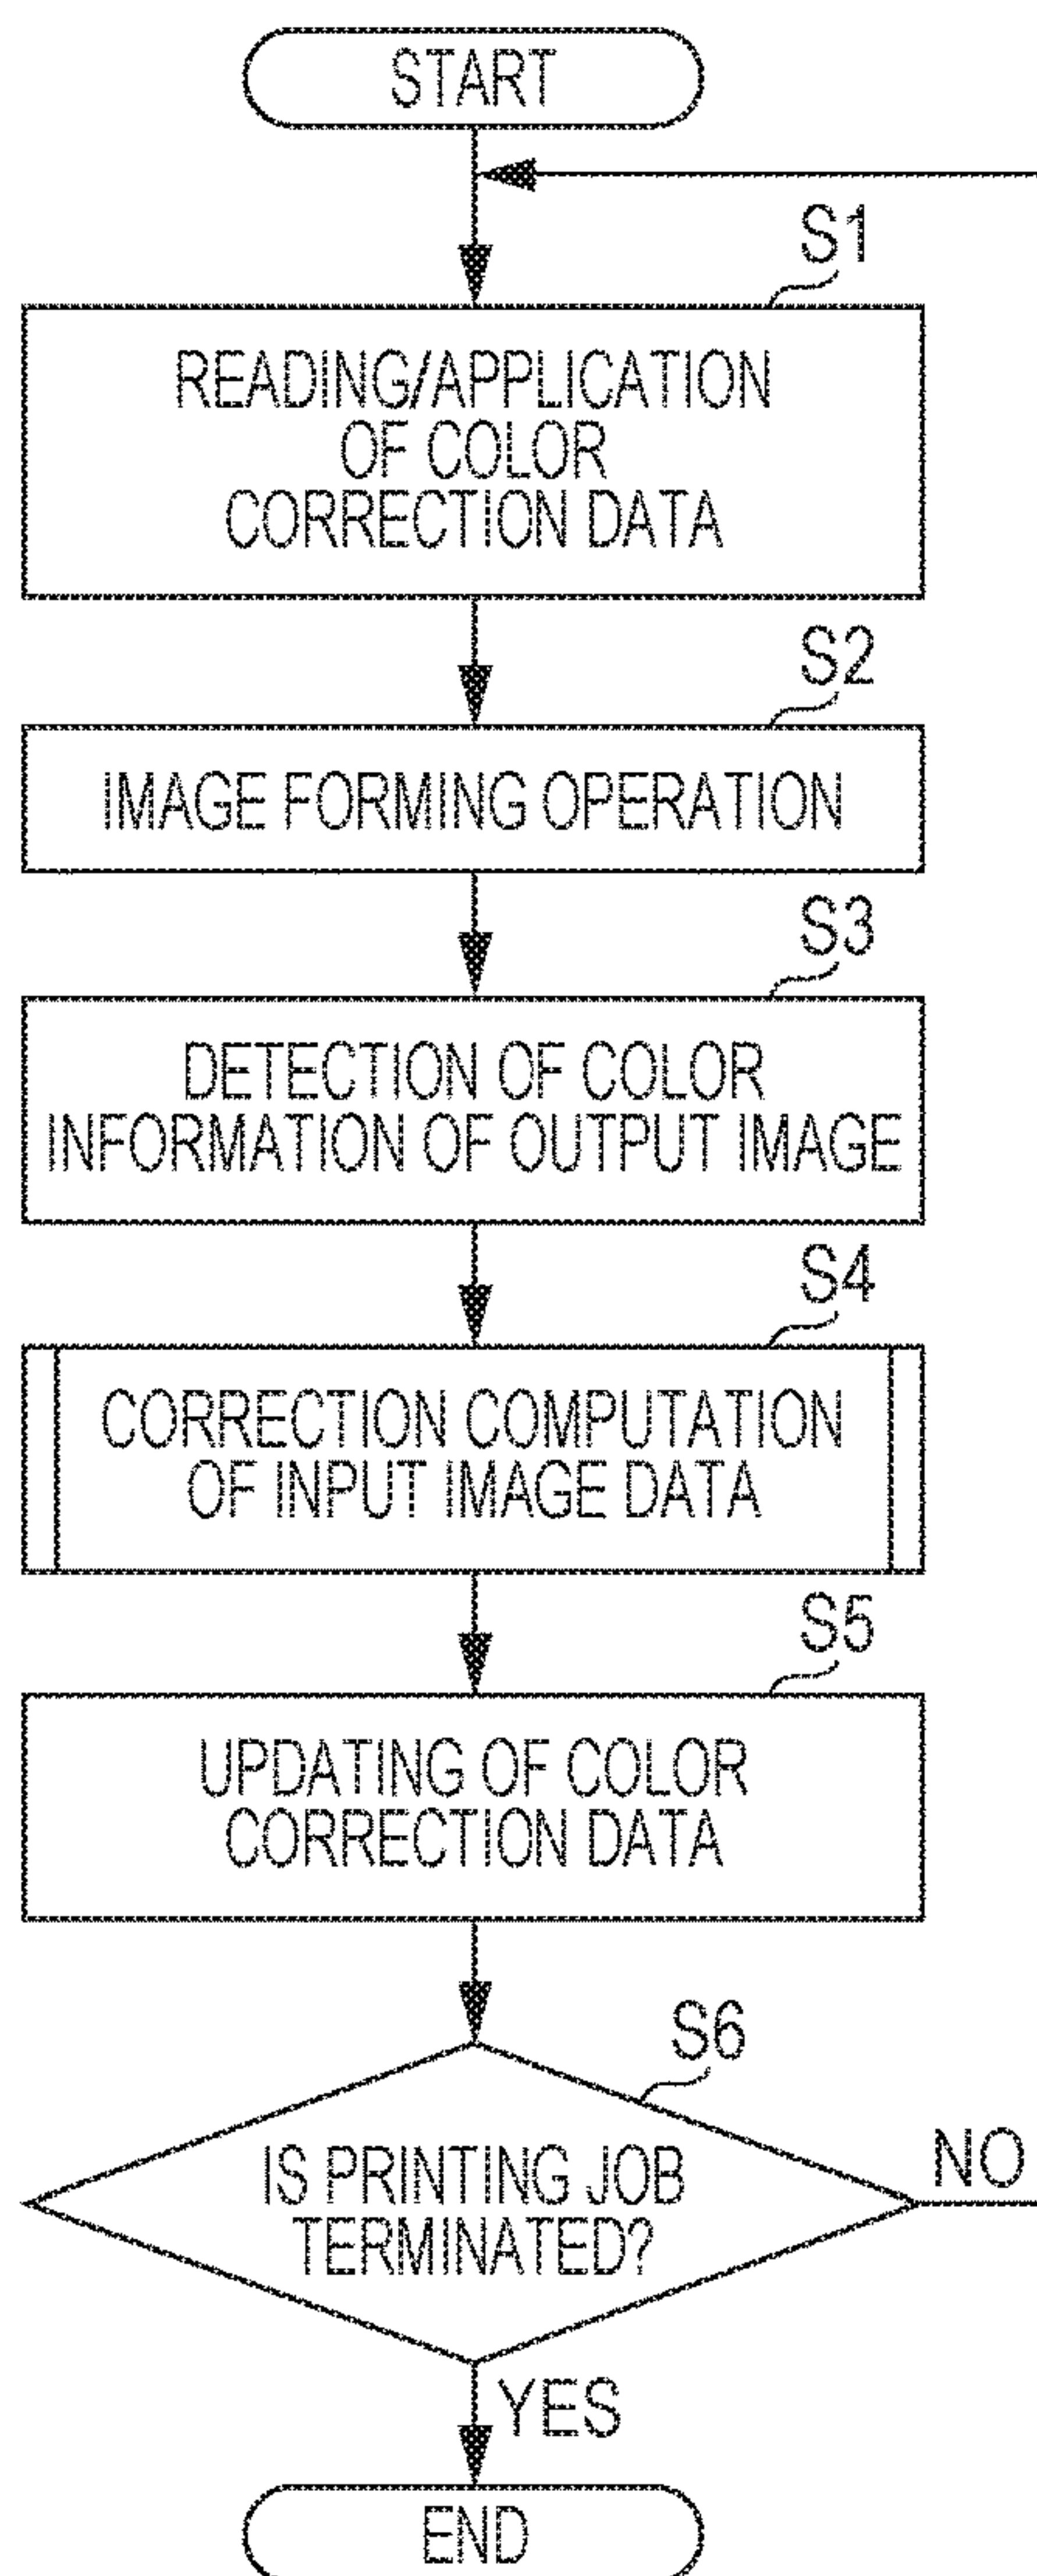 START
S1
READING/APPLICATION
OF COLOR
CORRECTION DATA
S2
IMAGE FORMING OPERATION
S3
DETECTION OF COLOR
INFORMATION OF OUTPUT IMAGE
S4
CORRECTION COMPUTATION
OF INPUT IMAGE DATA
S5
UPDATING OF COLOR
CORRECTION DATA
S6
IS PRINTING JOB
TERMINATED?
NO
YES
END